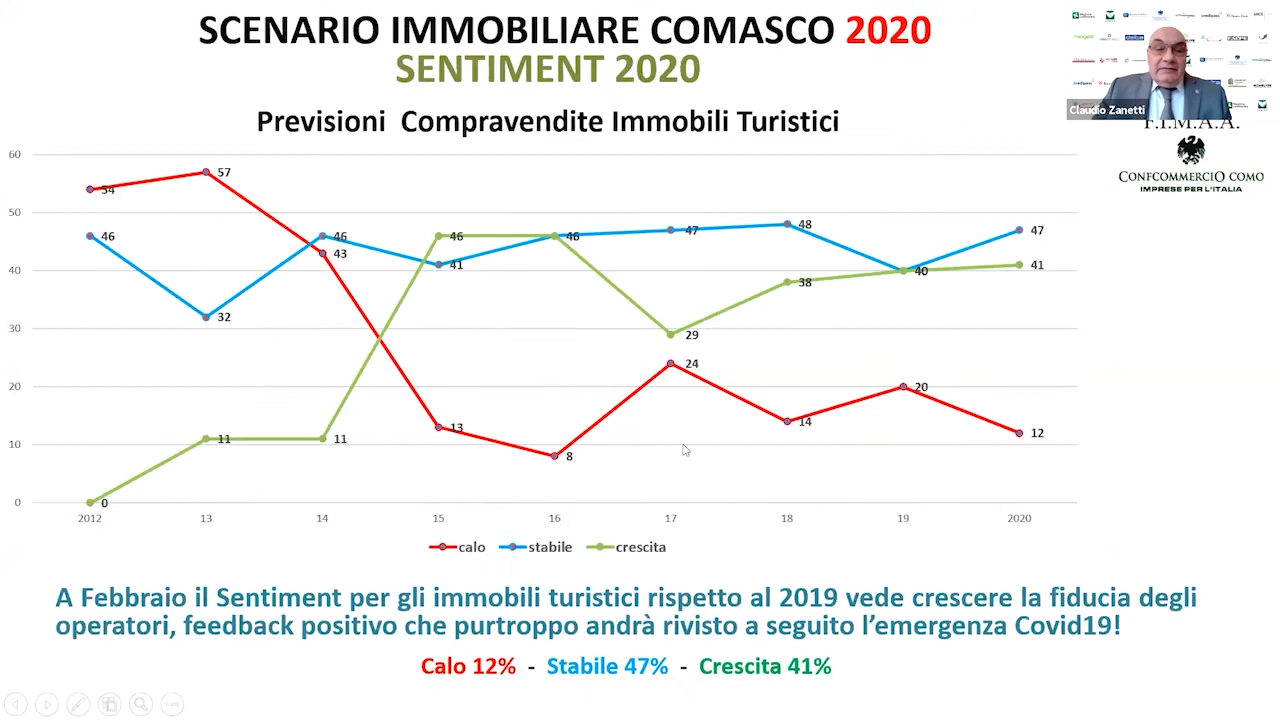 SCENARIO IMMOBILIARE COMASCO 2020
SENTIMENT 2020
Previsioni Compravendite Immobili Turistici
Claudio Zanetti
F.I.M.A.A.
CONFCOMMERCIO COMO
IMPRESE PER L'ITALIA
60
50
40
30
20
10
0
54 57 43 13 8 24 14 20 12
46 32 46 41 46 47 48 40 47
0 11 11 46 29 38 41
2012 13 14 15 16 17 18 19 2020
calo stabile crescita
A Febbraio il Sentiment per gli immobili turistici rispetto al 2019 vede crescere la fiducia degli
operatori, feedback positivo che purtroppo andrà rivisto a seguito l’emergenza Covid19!
Calo 12% - Stabile 47% - Crescita 41%